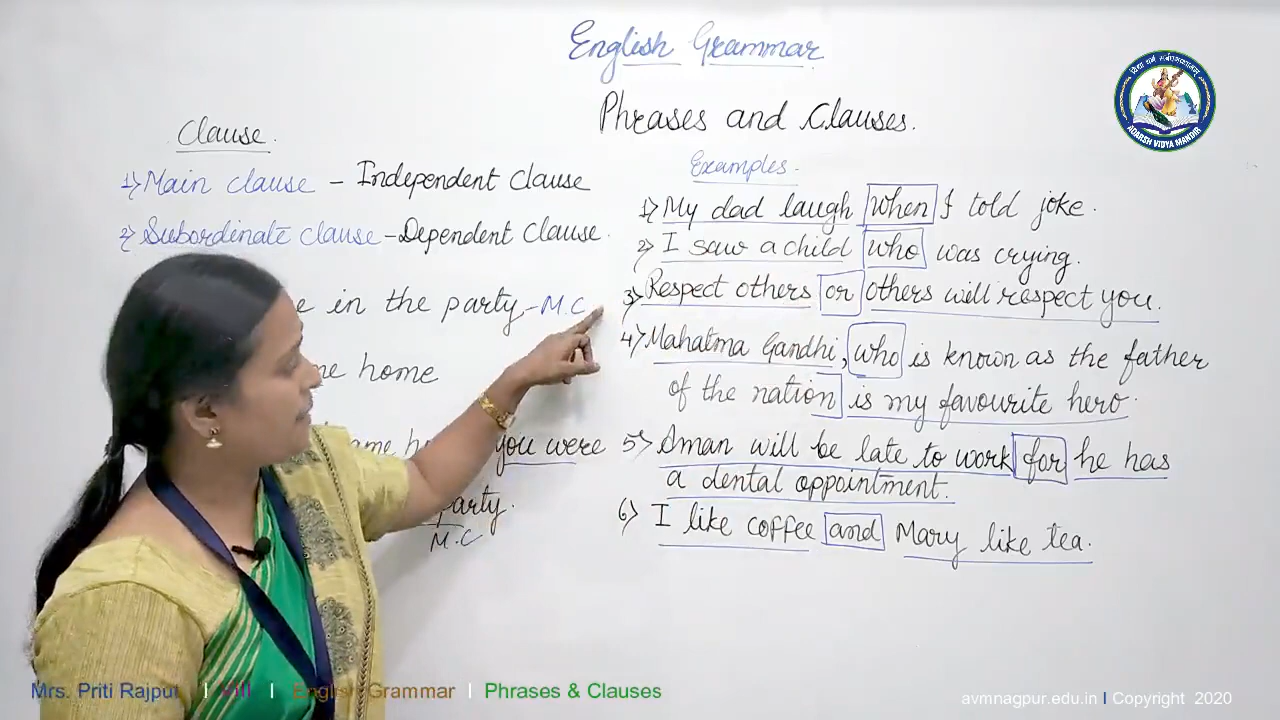 English Grammar
Phrases and Clauses.
Clause.
1) Main clause - Independent Clause
2) Subordinate clause - Dependent Clause.
in the party - M.C
home
you were
party.
M.C
Examples.
1) My dad laugh when I told joke.
2) I saw a child who was crying.
3) Respect others or others will respect you.
4) Mahatma Gandhi, who is known as the father
of the nation is my favourite hero.
5) Aman will be late to work for he has
a dental appointment.
6) I like coffee and Mary like tea.
ADARSH VIDYA MANDIR
Mrs. Priti Rajput I VIII I English Grammar I Phrases & Clauses
avmnagpur.edu.in I Copyright 2020